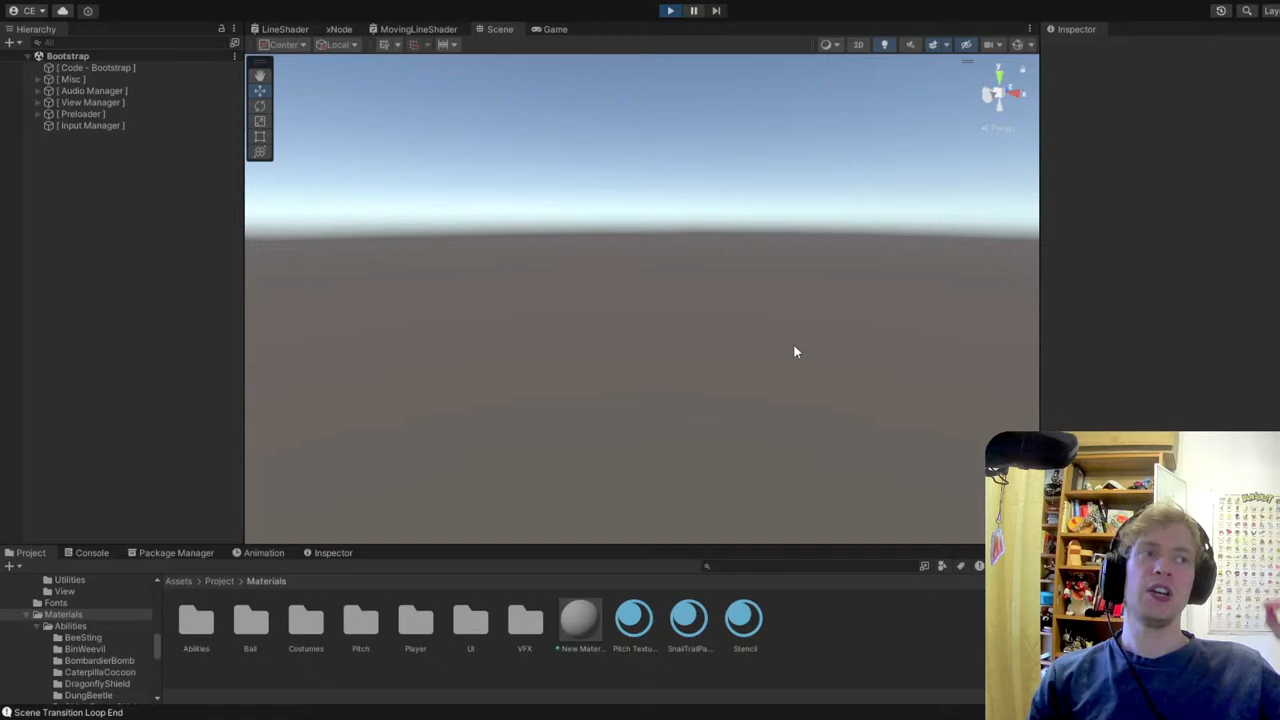 CE
Lay
Hierarchy
LineShader
xNode
MovingLineShader
Scene
Game
Inspector
All
Center
Local
2D
Bootstrap
[ Code - Bootstrap ]
[ Misc ]
[ Audio Manager ]
[ View Manager ]
[ Preloader ]
[ Input Manager ]
y
x
Persp
Project
Console
Package Manager
Animation
Inspector
Utilities
View
Fonts
Materials
Abilities
BeeSting
BinWeevil
BombardierBomb
CaterpillaCocoon
DragonflyShield
DungBeetle
Assets
Project
Materials
Abilities
Ball
Costumes
Pitch
Player
UI
VFX
New Mater...
Pitch Textu...
SnailTrailPa...
Stencil
Scene Transition Loop End